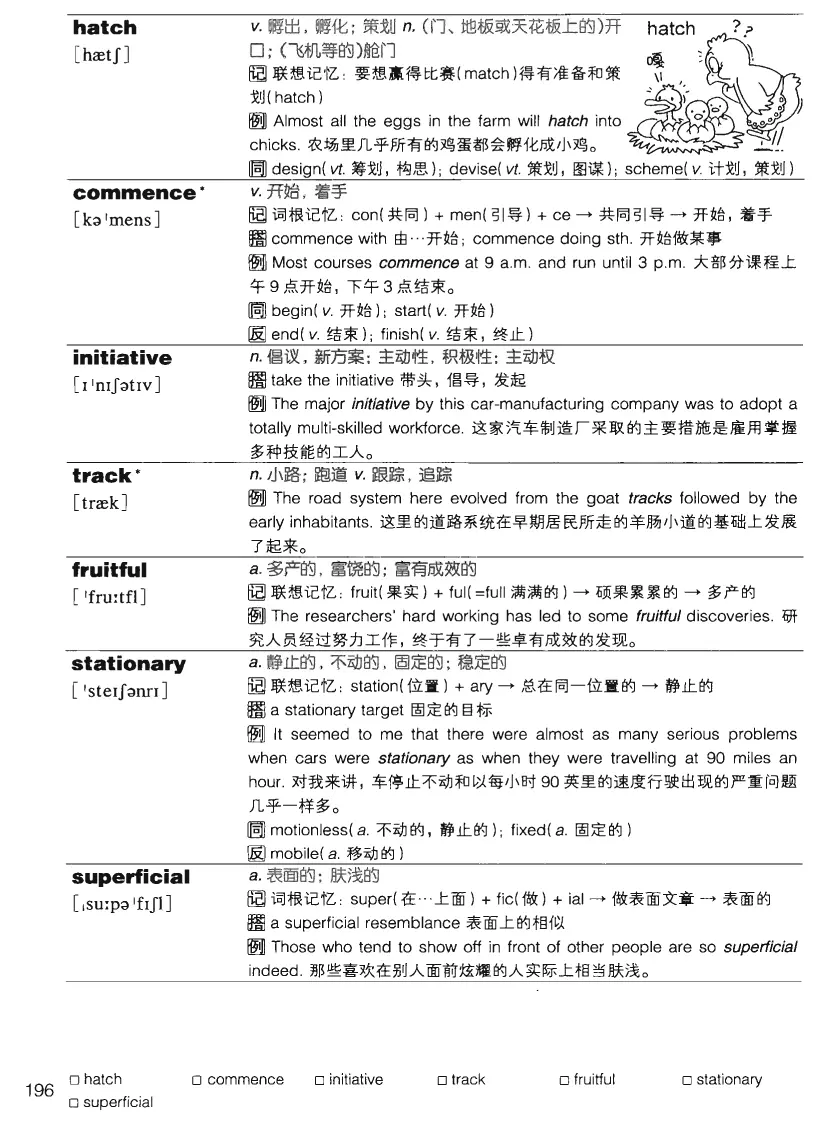 hatch
[hætʃ]
v. 孵出，孵化；策划 n. (门、地板或天花板上的)开
口；(飞机等的)舱门
记 联想记忆：要想赢得比赛(match)得有准备和策
划(hatch)
例 Almost all the eggs in the farm will hatch into
chicks. 农场里几乎所有的鸡蛋都会孵化成小鸡。
同 design(vt. 筹划，构思)；devise(vt. 策划，图谋)；scheme(v. 计划，策划)
hatch
? ?
嘎
!!
commence*
[kəˈmens]
v. 开始，着手
记 词根记忆：con(共同) + men(引导) + ce → 共同引导 → 开始，着手
搭 commence with 由…开始；commence doing sth. 开始做某事
例 Most courses commence at 9 a.m. and run until 3 p.m. 大部分课程上
午 9 点开始，下午 3 点结束。
同 begin(v. 开始)；start(v. 开始)
反 end(v. 结束)；finish(v. 结束，终止)
initiative
[ɪˈnɪʃətɪv]
n. 倡议，新方案；主动性，积极性；主动权
搭 take the initiative 带头，倡导，发起
例 The major initiative by this car-manufacturing company was to adopt a
totally multi-skilled workforce. 这家汽车制造厂采取的主要措施是雇用掌握
多种技能的工人。
track*
[træk]
n. 小路；跑道 v. 跟踪，追踪
例 The road system here evolved from the goat tracks followed by the
early inhabitants. 这里的道路系统在早期居民所走的羊肠小道的基础上发展
了起来。
fruitful
[ˈfruːtfl]
a. 多产的，富饶的；富有成效的
记 联想记忆：fruit(果实) + ful(=full 满满的) → 硕果累累的 → 多产的
例 The researchers' hard working has led to some fruitful discoveries. 研
究人员经过努力工作，终于有了一些卓有成效的发现。
stationary
[ˈsteɪʃənrɪ]
a. 静止的，不动的，固定的；稳定的
记 联想记忆：station(位置) + ary → 总在同一位置的 → 静止的
搭 a stationary target 固定的目标
例 It seemed to me that there were almost as many serious problems
when cars were stationary as when they were travelling at 90 miles an
hour. 对我来讲，车停止不动和以每小时 90 英里的速度行驶出现的严重问题
几乎一样多。
同 motionless(a. 不动的，静止的)；fixed(a. 固定的)
反 mobile(a. 移动的)
superficial
[ˌsuːpəˈfɪʃl]
a. 表面的；肤浅的
记 词根记忆：super(在…上面) + fic(做) + ial → 做表面文章 → 表面的
搭 a superficial resemblance 表面上的相似
例 Those who tend to show off in front of other people are so superficial
indeed. 那些喜欢在别人面前炫耀的人实际上相当肤浅。
196
□ hatch □ commence □ initiative □ track □ fruitful □ stationary
□ superficial